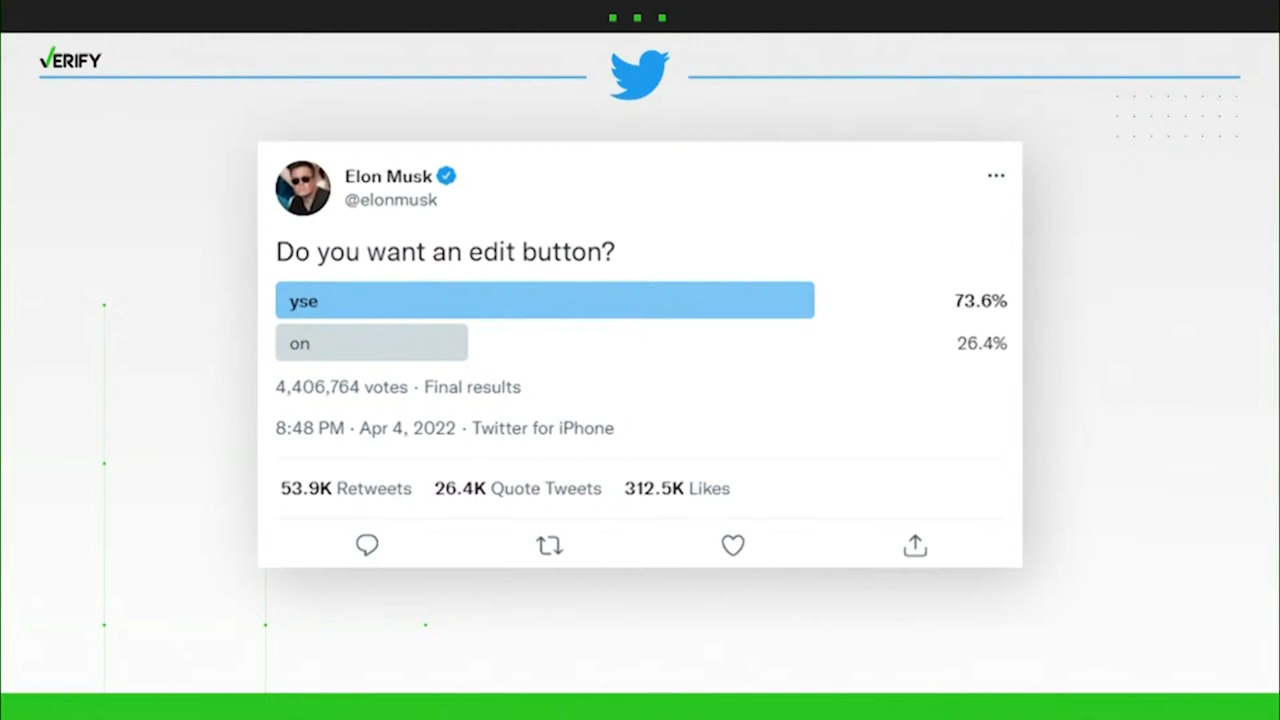 VERIFY
Elon Musk
@elonmusk
Do you want an edit button?
yse 73.6%
on 26.4%
4,406,764 votes · Final results
8:48 PM · Apr 4, 2022 · Twitter for iPhone
53.9K Retweets 26.4K Quote Tweets 312.5K Likes